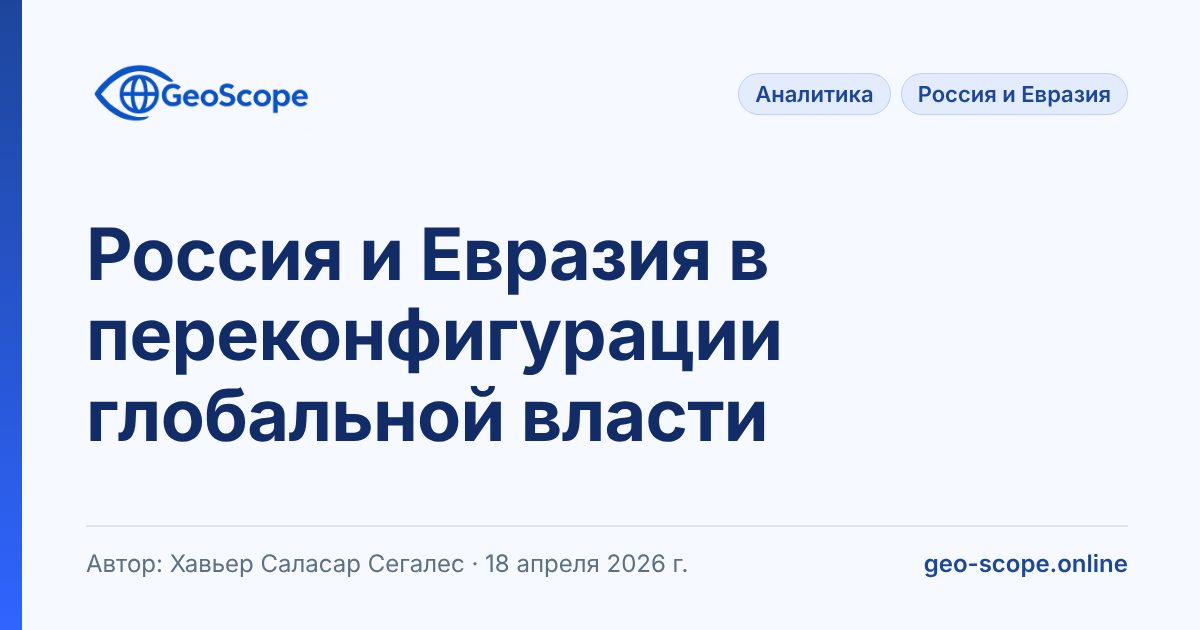 GeoScope
Аналитика
Россия и Евразия
Россия и Евразия в
переконфигурации
глобальной власти
Автор: Хавьер Саласар Сегалес · 18 апреля 2026 г.
geo-scope.online